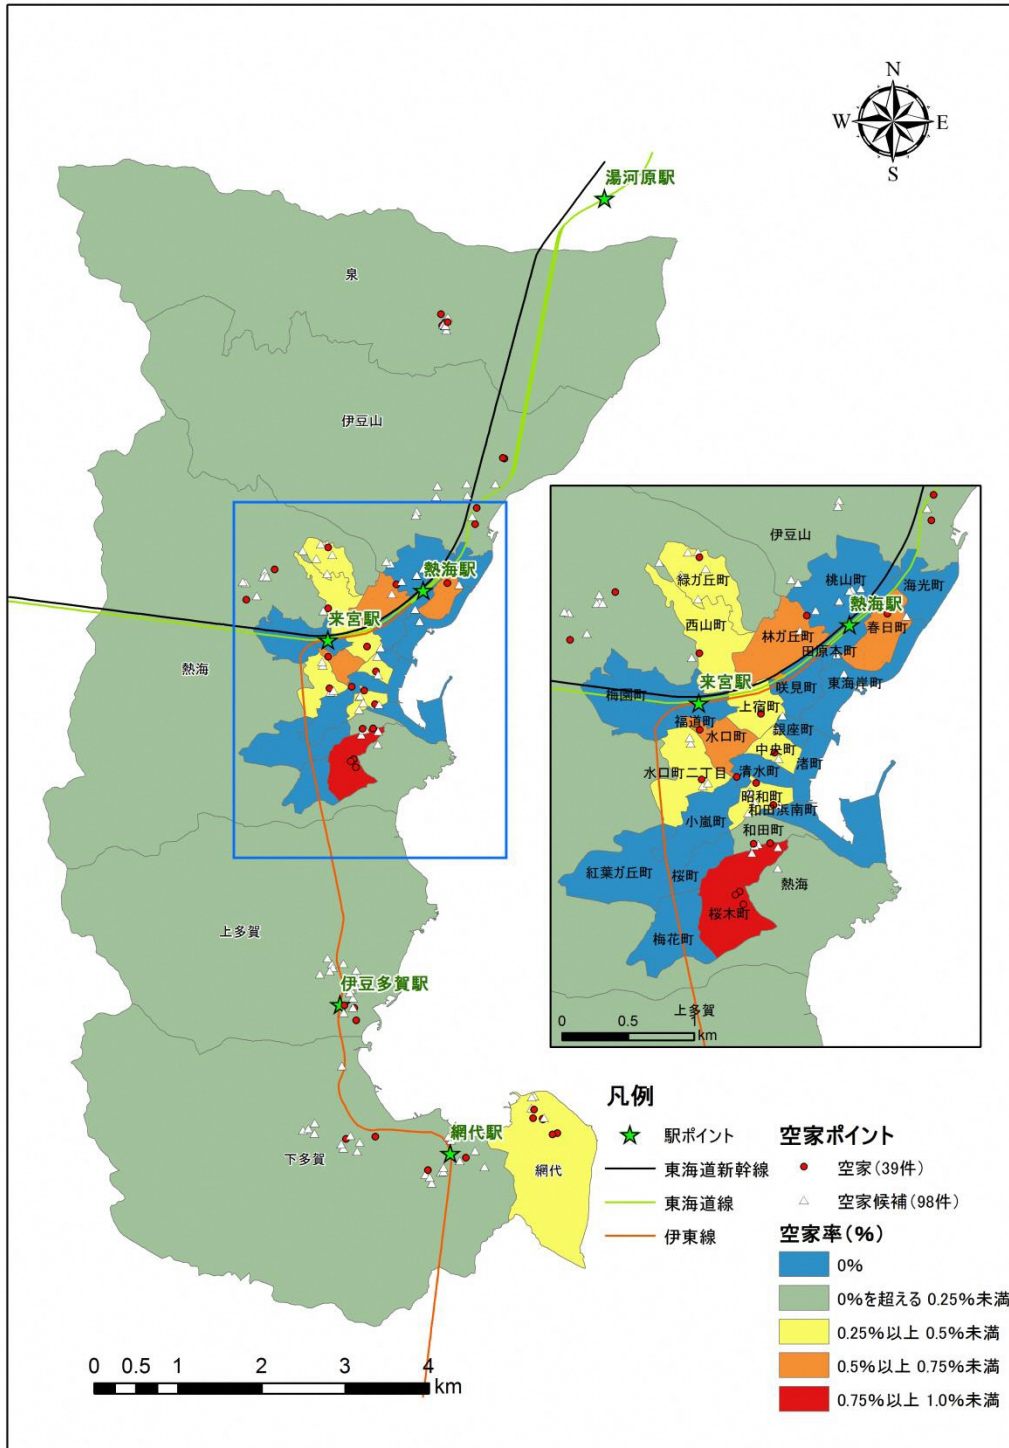 N
W
E
S
湯河原駅
泉
伊豆山
熱海駅
来宮駅
熱海
上多賀
伊豆多賀駅
下多賀
網代駅
網代
伊豆山
緑ガ丘町
桃山町
海光町
熱海駅
西山町
林ガ丘町
春日町
田原本町
来宮駅
咲見町
東海岸町
梅園町
上宿町
福道町
銀座町
水口町
中央町
渚町
水口町二丁目
清水町
昭和町
和田浜南町
小嵐町
和田町
紅葉ガ丘町
桜町
熱海
桜木町
梅花町
上多賀
0 0.5 1
km
凡例
駅ポイント
東海道新幹線
東海道線
伊東線
空家ポイント
空家(39件)
空家候補(98件)
空家率(%)
0%
0%を超える 0.25%未満
0.25%以上 0.5%未満
0.5%以上 0.75%未満
0.75%以上 1.0%未満
0 0.5 1 2 3 4
km